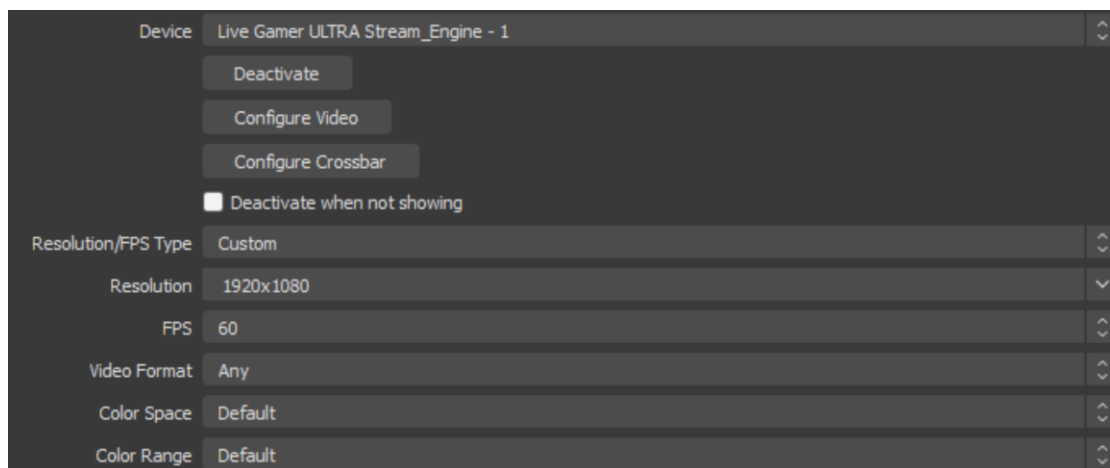 Device Live Gamer ULTRA Stream_Engine - 1
Deactivate
Configure Video
Configure Crossbar
Deactivate when not showing
Resolution/FPS Type Custom
Resolution 1920x1080
FPS 60
Video Format Any
Color Space Default
Color Range Default